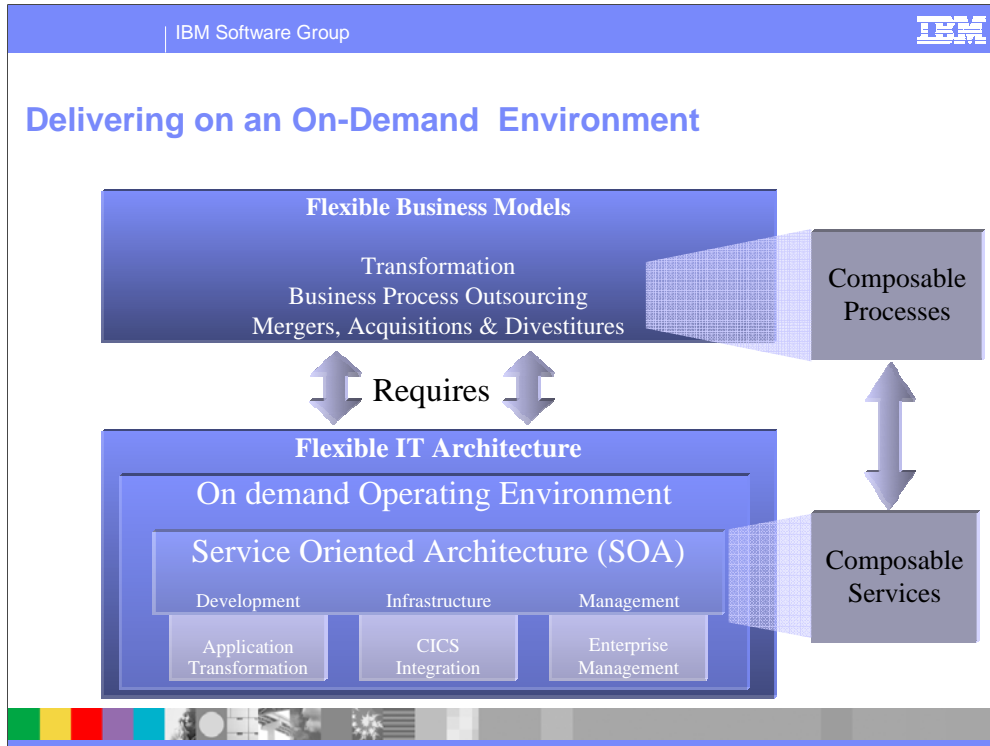 IBM Software Group
IBM
Delivering on an On-Demand Environment
Flexible Business Models
Transformation
Business Process Outsourcing
Mergers, Acquisitions & Divestitures
Composable
Processes
Requires
Flexible IT Architecture
On demand Operating Environment
Service Oriented Architecture (SOA)
Development
Infrastructure
Management
Application
Transformation
CICS
Integration
Enterprise
Management
Composable
Services